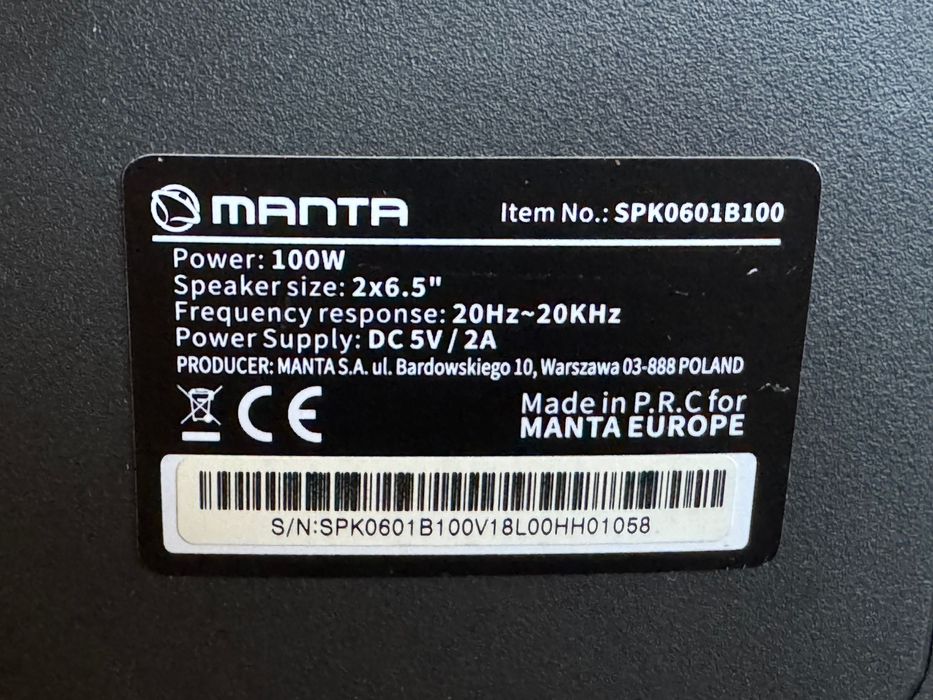 MANTA
Item No.: SPK0601B100
Power: 100W
Speaker size: 2x6.5"
Frequency response: 20Hz~20KHz
Power Supply: DC 5V / 2A
PRODUCER: MANTA S.A. ul. Bardowskiego 10, Warszawa 03-888 POLAND
CE
Made in P.R.C for
MANTA EUROPE
S/N:SPK0601B100V18L00HH01058